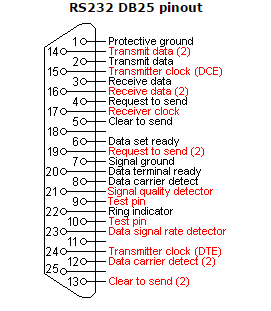 RS232 DB25 pinout
1 Protective ground
14 Transmit data (2)
2 Transmit data
15 Transmitter clock (DCE)
3 Receive data
16 Receive data (2)
4 Request to send
17 Receiver clock
5 Clear to send
18
6 Data set ready
19 Request to send (2)
7 Signal ground
20 Data terminal ready
8 Data carrier detect
21 Signal quality detector
9 Test pin
22 Ring indicator
10 Test pin
23 Data signal rate detector
11
24 Transmitter clock (DTE)
12 Data carrier detect (2)
25
13 Clear to send (2)